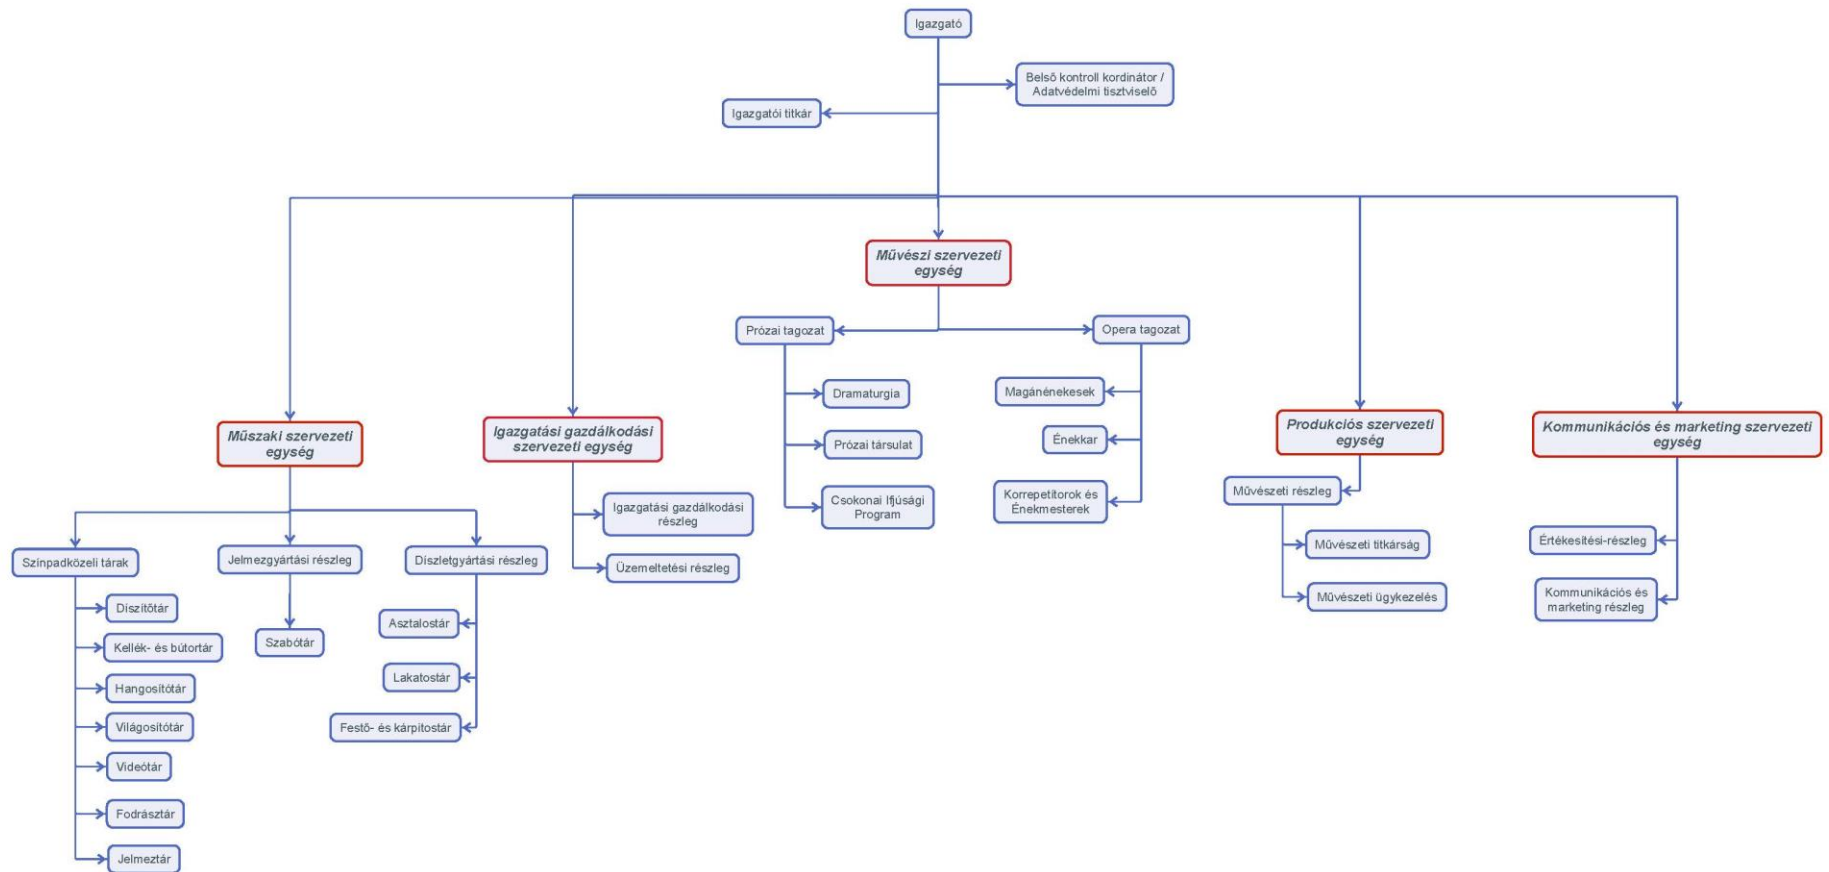 Igazgató
Belső kontroll kordinátor /
Adatvédelmi tisztviselő
Igazgatói titkár
Művészi szervezeti
egység
Prózai tagozat
Opera tagozat
Dramaturgia
Prózai társulat
Csokonai Ifjúsági
Program
Magánénekesek
Énekkar
Korrepetitorok és
Énekmesterek
Műszaki szervezeti
egység
Színpadközeli tárak
Díszítőtár
Kellék- és bútortár
Hangosítótár
Világosítótár
Videótár
Fodrásztár
Jelmeztár
Jelmezgyártási részleg
Szabótár
Díszletgyártási részleg
Asztalostár
Lakatostár
Festő- és kárpitostár
Igazgatási gazdálkodási
szervezeti egység
Igazgatási gazdálkodási
részleg
Üzemeltetési részleg
Produkciós szervezeti
egység
Művészeti részleg
Művészeti titkárság
Művészeti ügykezelés
Kommunikációs és marketing szervezeti
egység
Értékesítési-részleg
Kommunikációs és
marketing részleg